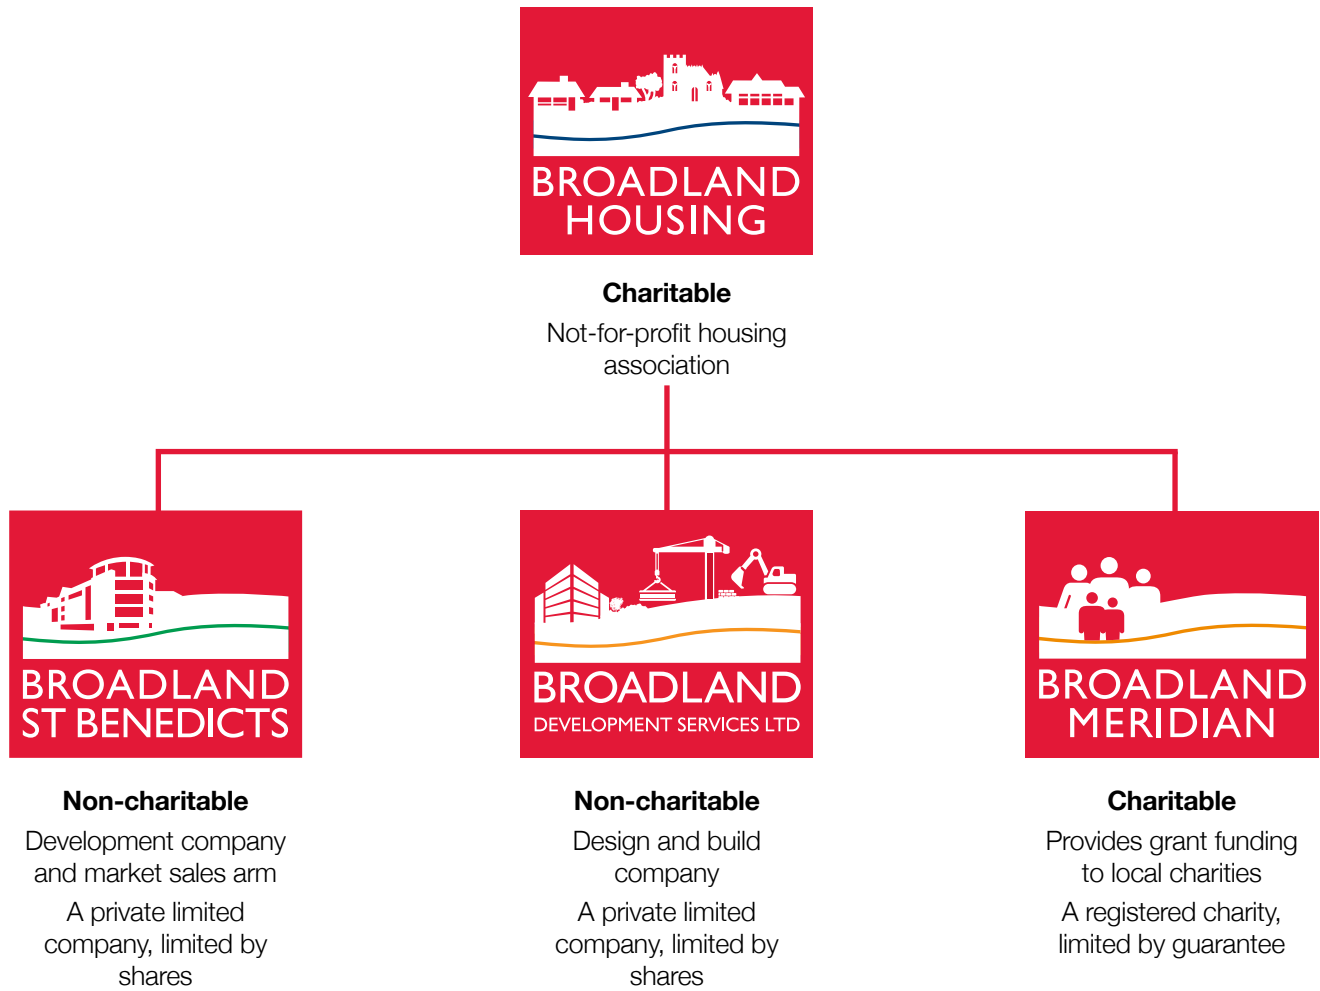 BROADLAND
HOUSING
Charitable
Not-for-profit housing
association
BROADLAND
ST BENEDICTS
Non-charitable
Development company
and market sales arm
A private limited
company, limited by
shares
BROADLAND
DEVELOPMENT SERVICES LTD
Non-charitable
Design and build
company
A private limited
company, limited by
shares
BROADLAND
MERIDIAN
Charitable
Provides grant funding
to local charities
A registered charity,
limited by guarantee